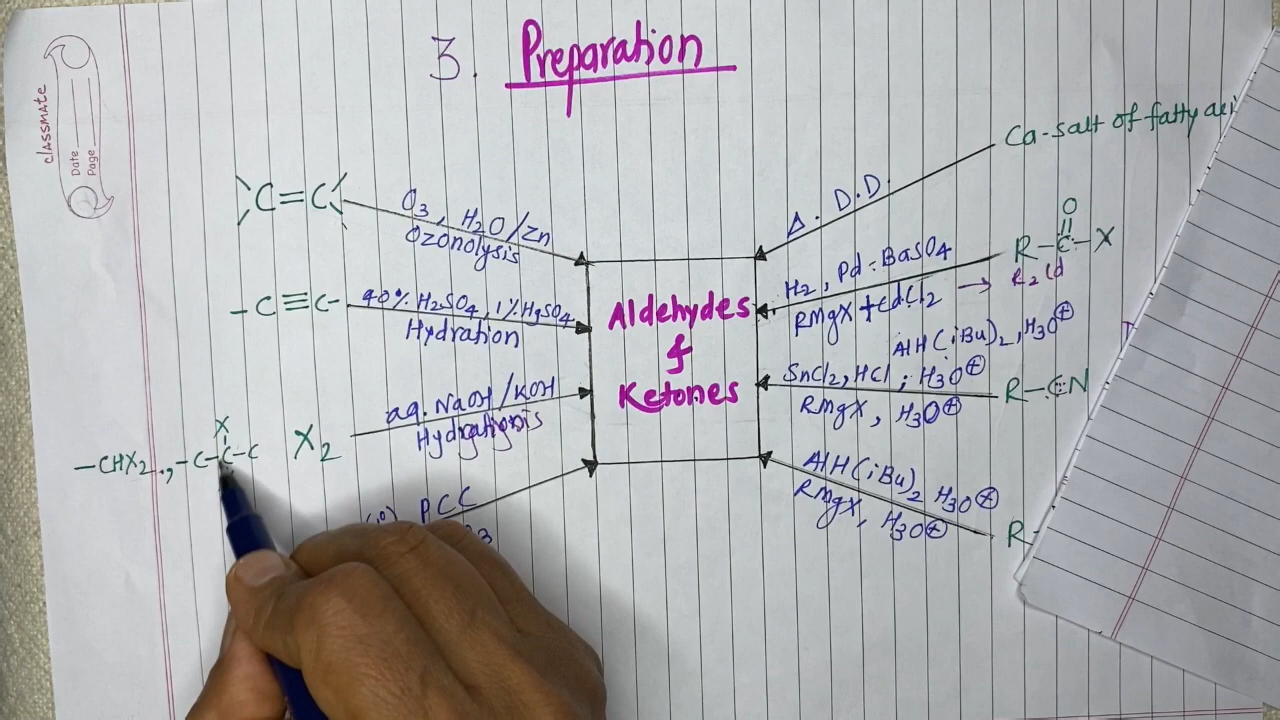 classmate
Date
Page
3. Preparation
Ca-salt of fatty aci
Δ. D.D.
>C=C<
O3, H2O/Zn
Ozonolysis
O
R-C-X
H2, Pd-BaSO4
RMgX + CdCl2 → R2Cd
-C≡C-
40% H2SO4, 1% HgSO4
Hydration
Aldehydes
&
Ketones
AlH(iBu)2, H3O⊕
SnCl2, HCl; H3O⊕
R-C≡N
RMgX, H3O⊕
aq. NaOH/KOH
X
-CHX2, -C-C-C
X2
AlH(iBu)2 H3O⊕
RMgX, H3O⊕
R
(1°) PCC
3